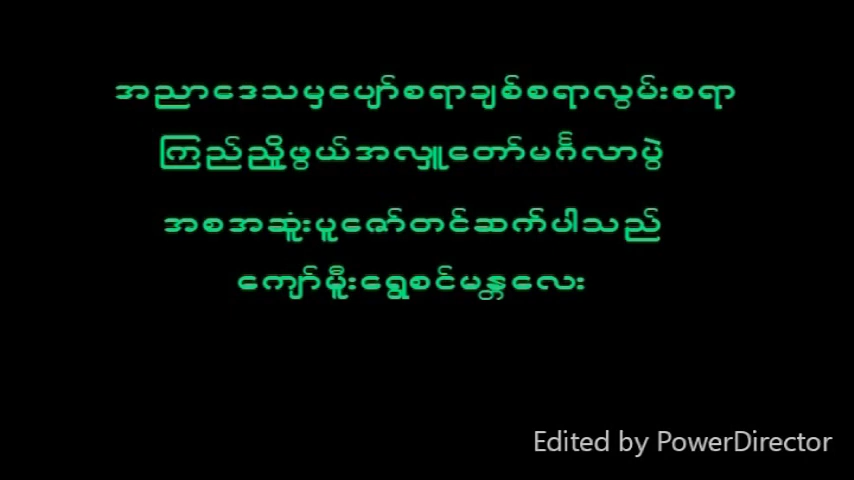 အညာဒေသမှပျော်စရာချစ်စရာလွမ်းစရာ
ကြည်ညှိုဖွယ်အလှူတော်မင်္ဂလာပွဲ
အစအဆုံးပူဇော်တင်ဆက်ပါသည်
ကျော်မှီးရွှေစင်မန္တလေး
Edited by PowerDirector